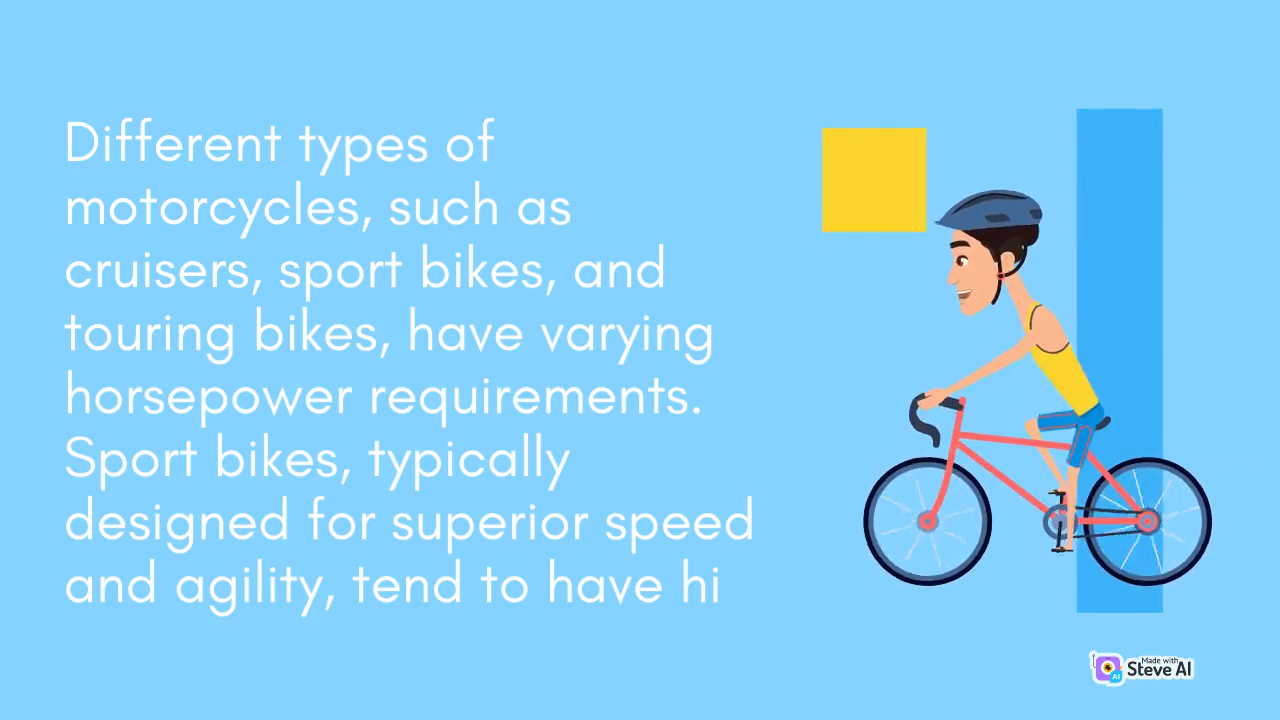 Different types of
motorcycles, such as
cruisers, sport bikes, and
touring bikes, have varying
horsepower requirements.
Sport bikes, typically
designed for superior speed
and agility, tend to have hi
Made with
Steve AI
AI